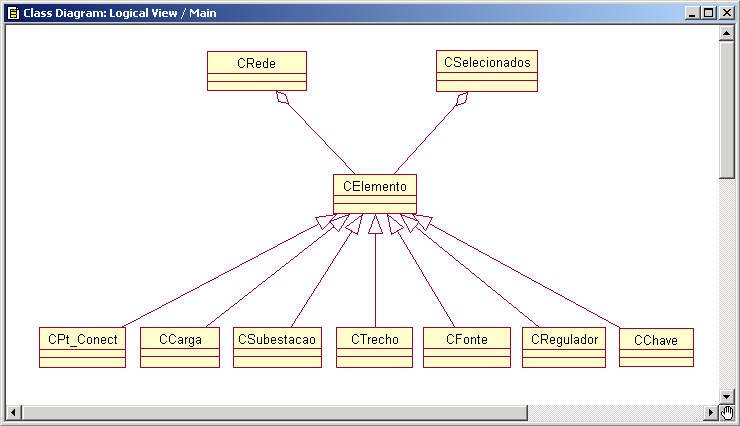 Class Diagram: Logical View / Main
CRede
CSelecionados
CElemento
CPt_Conect
CCarga
CSubestacao
CTrecho
CFonte
CRegulador
CChave